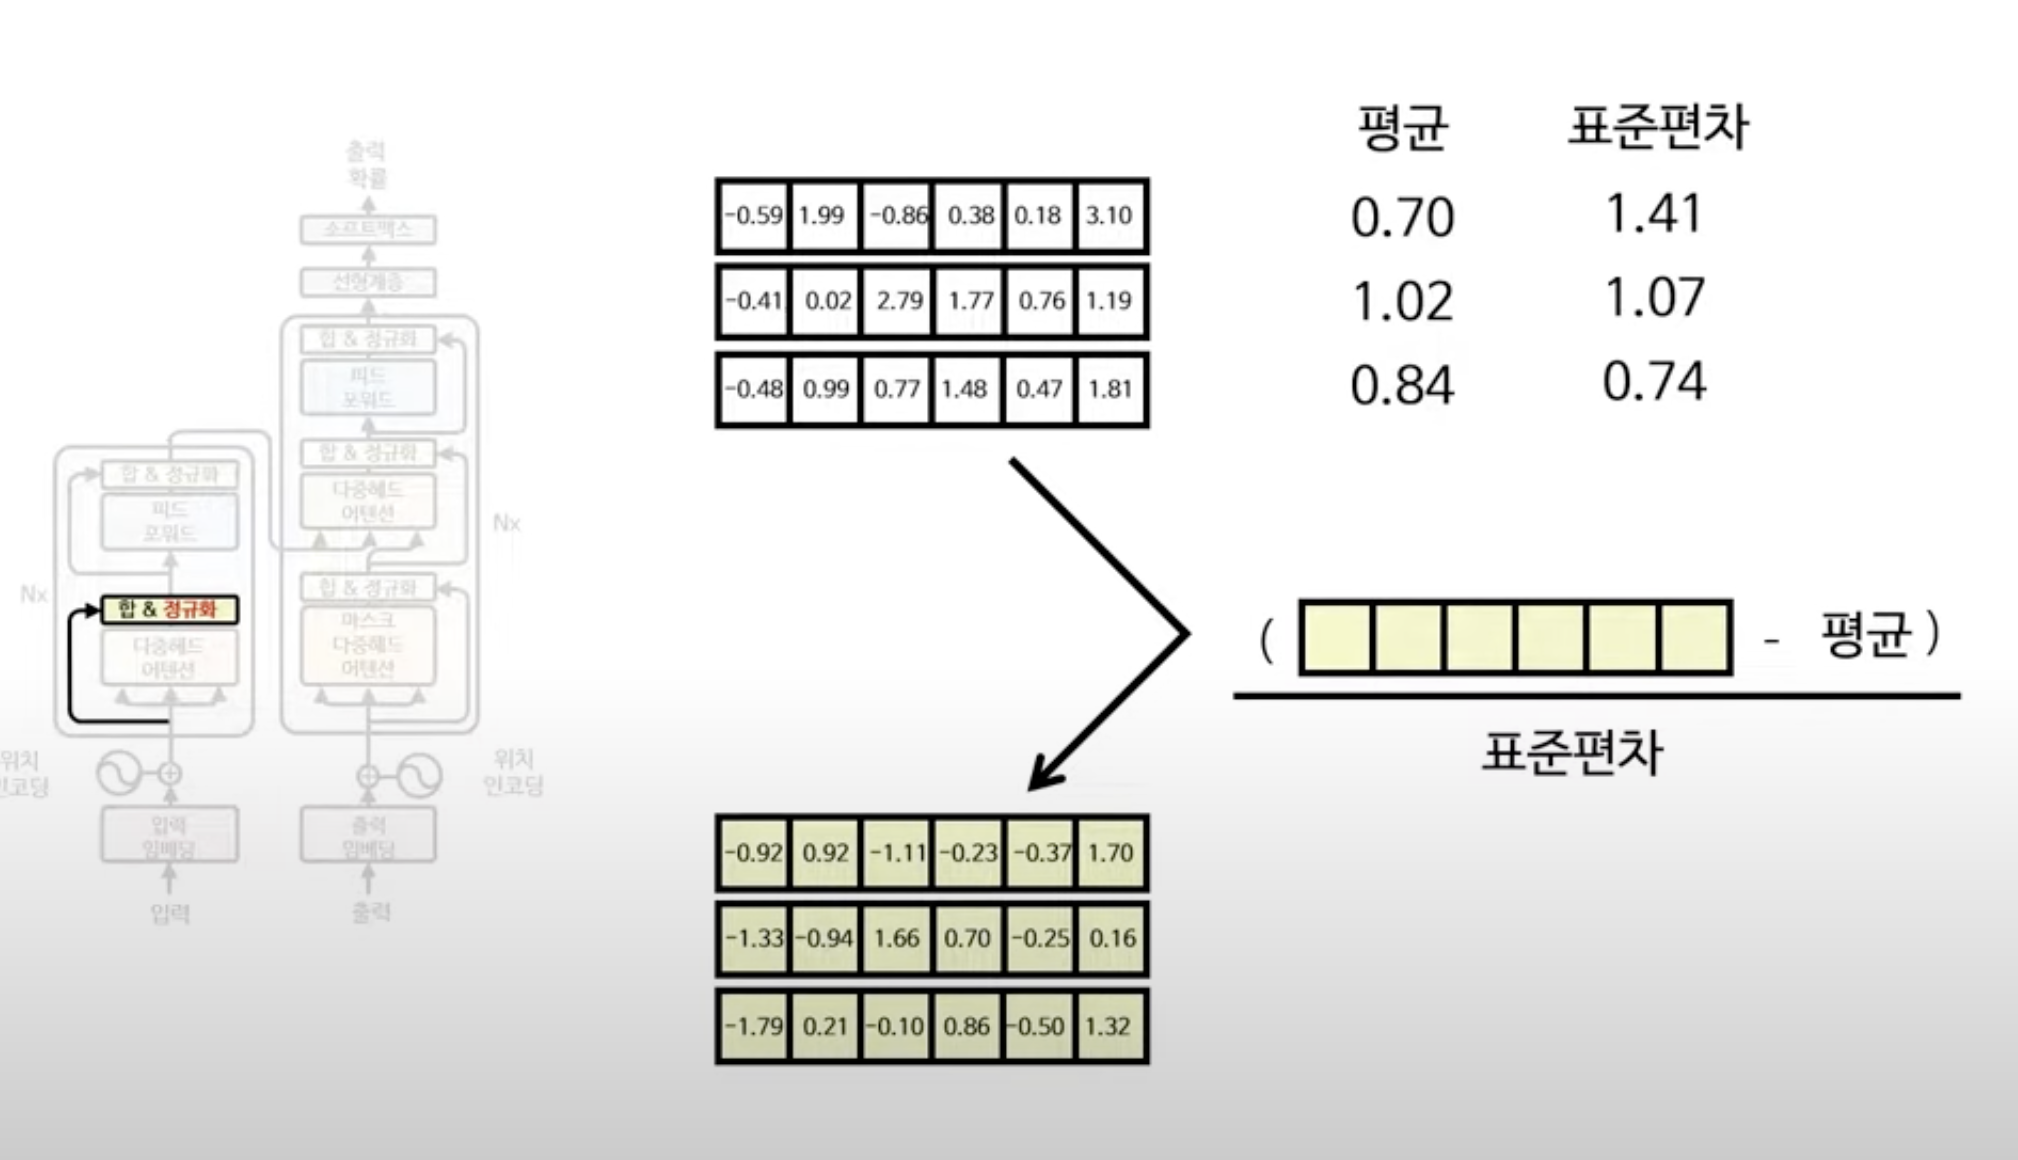 출력
확률
소프트맥스
선형계층
합 & 정규화
피드
포워드
합 & 정규화
다중헤드
어텐션
Nx
합 & 정규화
마스크
다중헤드
어텐션
합 & 정규화
피드
포워드
Nx
합 & 정규화
다중헤드
어텐션
위치
인코딩
위치
인코딩
입력
임베딩
출력
임베딩
입력
출력
-0.59 1.99 -0.86 0.38 0.18 3.10
-0.41 0.02 2.79 1.77 0.76 1.19
-0.48 0.99 0.77 1.48 0.47 1.81
평균 표준편차
0.70 1.41
1.02 1.07
0.84 0.74
( - 평균 )
표준편차
-0.92 0.92 -1.11 -0.23 -0.37 1.70
-1.33 -0.94 1.66 0.70 -0.25 0.16
-1.79 0.21 -0.10 0.86 -0.50 1.32